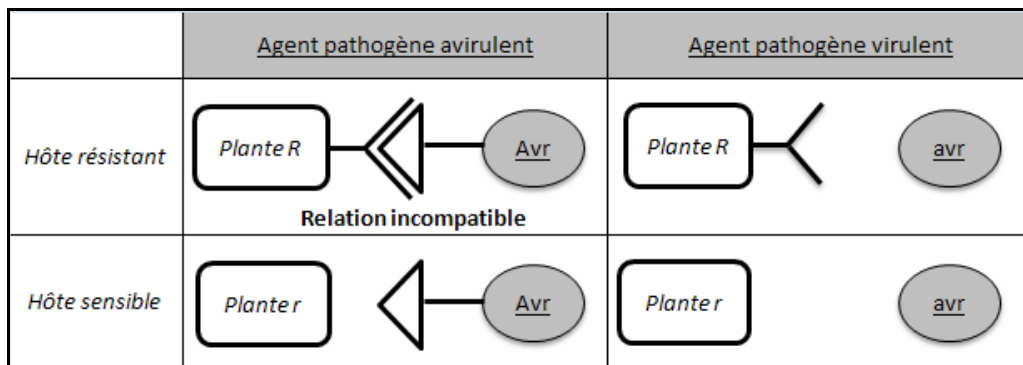 Agent pathogène avirulent
Agent pathogène virulent
Hôte résistant
Plante R
Avr
Plante R
avr
Relation incompatible
Hôte sensible
Plante r
Avr
Plante r
avr